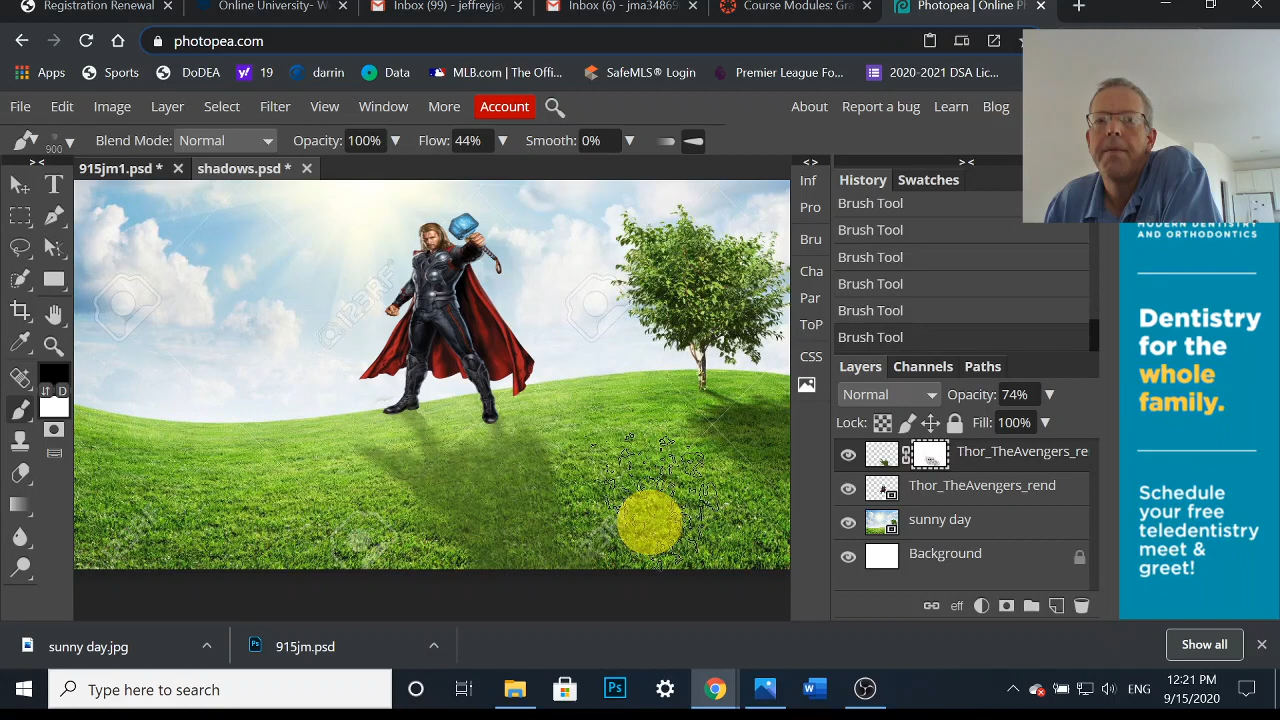 Registration Renewal
Online University- W
Inbox (99) - jeffreyjay
Inbox (6) - jma34869
Course Modules: Gra
Photopea | Online Ph
photopea.com
Apps
Sports
DoDEA
19
darrin
Data
MLB.com | The Offi...
SafeMLS® Login
Premier League Fo...
2020-2021 DSA Lic...
File Edit Image Layer Select Filter View Window More Account
About Report a bug Learn Blog
900 Blend Mode: Normal Opacity: 100% Flow: 44% Smooth: 0%
915jm1.psd * shadows.psd *
<> > <
Inf
Pro
Bru
Cha
Par
ToP
CSS
History Swatches
Brush Tool
Brush Tool
Brush Tool
Brush Tool
Brush Tool
Brush Tool
Layers Channels Paths
Normal Opacity: 74%
Lock: Fill: 100%
Thor_TheAvengers_re
Thor_TheAvengers_rend
sunny day
Background
eff
T
D
@123RF
MODERN DENTISTRY
AND ORTHODONTICS
Dentistry
for the
whole
family.
Schedule
your free
teledentistry
meet &
greet!
sunny day.jpg
915jm.psd
Show all
Type here to search
Ps
ENG
12:21 PM
9/15/2020